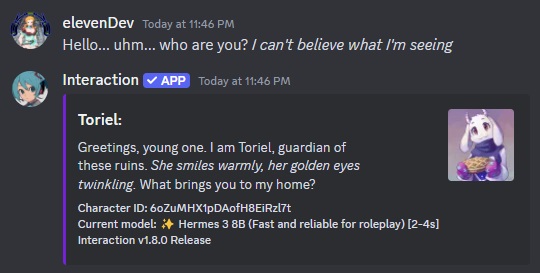 elevenDev Today at 11:46 PM
Hello... uhm... who are you? I can't believe what I'm seeing
Interaction ✓ APP Today at 11:46 PM
Toriel:
Greetings, young one. I am Toriel, guardian of
these ruins. She smiles warmly, her golden eyes
twinkling. What brings you to my home?
Character ID: 6oZuMHX1pDAofH8EiRzl7t
Current model: ✨ Hermes 3 8B (Fast and reliable for roleplay) [2-4s]
Interaction v1.8.0 Release